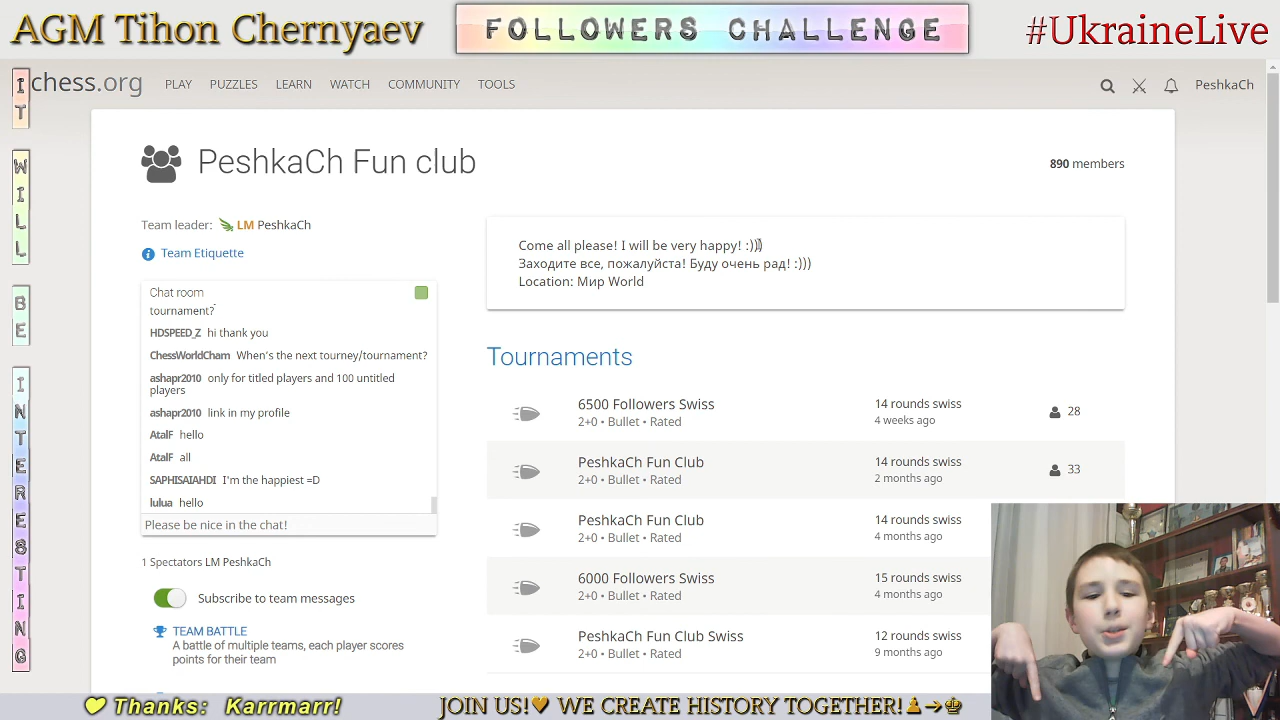 AGM Tihon Chernyaev
FOLLOWERS CHALLENGE
#UkraineLive
IT
WILL
BE
INTERESTING
chess.org
PLAY PUZZLES LEARN WATCH COMMUNITY TOOLS
PeshkaCh
PeshkaCh Fun club
890 members
Team leader: LM PeshkaCh
Team Etiquette
Come all please! I will be very happy! :)))
Заходите все, пожалуйста! Буду очень рад! :)))
Location: Мир World
Chat room
tournament?
HDSPEED_Z hi thank you
ChessWorldCham When's the next tourney/tournament?
ashapr2010 only for titled players and 100 untitled
players
ashapr2010 link in my profile
AtalF hello
AtalF all
SAPHISAIAHDI I'm the happiest =D
lulua hello
Please be nice in the chat!
1 Spectators LM PeshkaCh
Subscribe to team messages
TEAM BATTLE
A battle of multiple teams, each player scores
points for their team
Tournaments
6500 Followers Swiss 14 rounds swiss 28
2+0 • Bullet • Rated 4 weeks ago
PeshkaCh Fun Club 14 rounds swiss 33
2+0 • Bullet • Rated 2 months ago
PeshkaCh Fun Club 14 rounds swiss
2+0 • Bullet • Rated 4 months ago
6000 Followers Swiss 15 rounds swiss
2+0 • Bullet • Rated 4 months ago
PeshkaCh Fun Club Swiss 12 rounds swiss
2+0 • Bullet • Rated 9 months ago
Thanks: Karrmarr!
JOIN US! WE CREATE HISTORY TOGETHER!